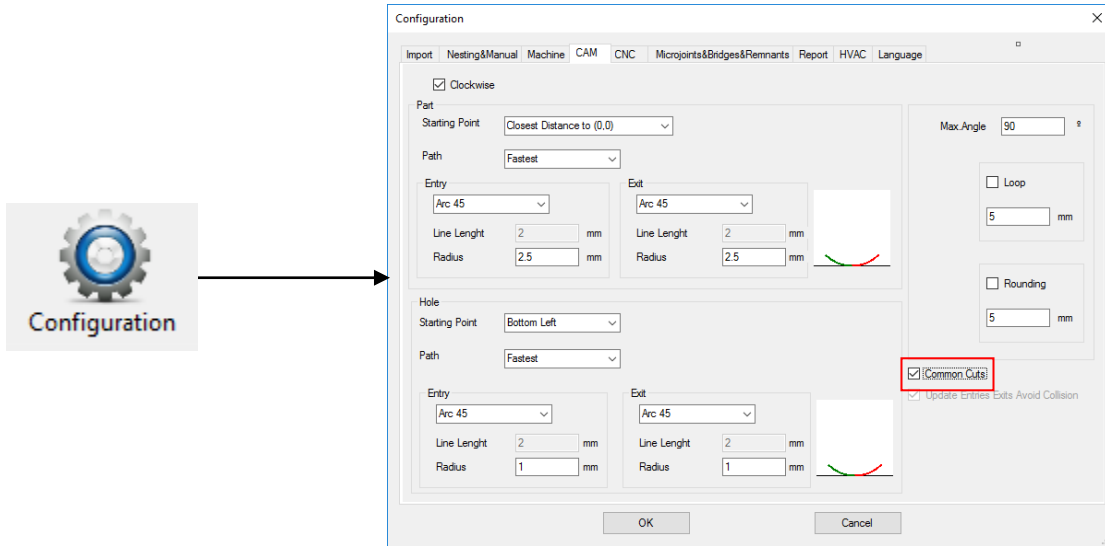 Configuration
Configuration
Import Nesting&Manual Machine CAM CNC Microjoints&Bridges&Remnants Report HVAC Language
Clockwise
Part
Starting Point Closest Distance to (0,0)
Path Fastest
Entry Exit
Arc 45 Arc 45
Line Lenght 2 mm Line Lenght 2 mm
Radius 2.5 mm Radius 2.5 mm
Max.Angle 90 º
Loop
5 mm
Rounding
5 mm
Hole
Starting Point Bottom Left
Path Fastest
Entry Exit
Arc 45 Arc 45
Line Lenght 2 mm Line Lenght 2 mm
Radius 1 mm Radius 1 mm
Common Cuts
Update Entries Exits Avoid Collision
OK Cancel